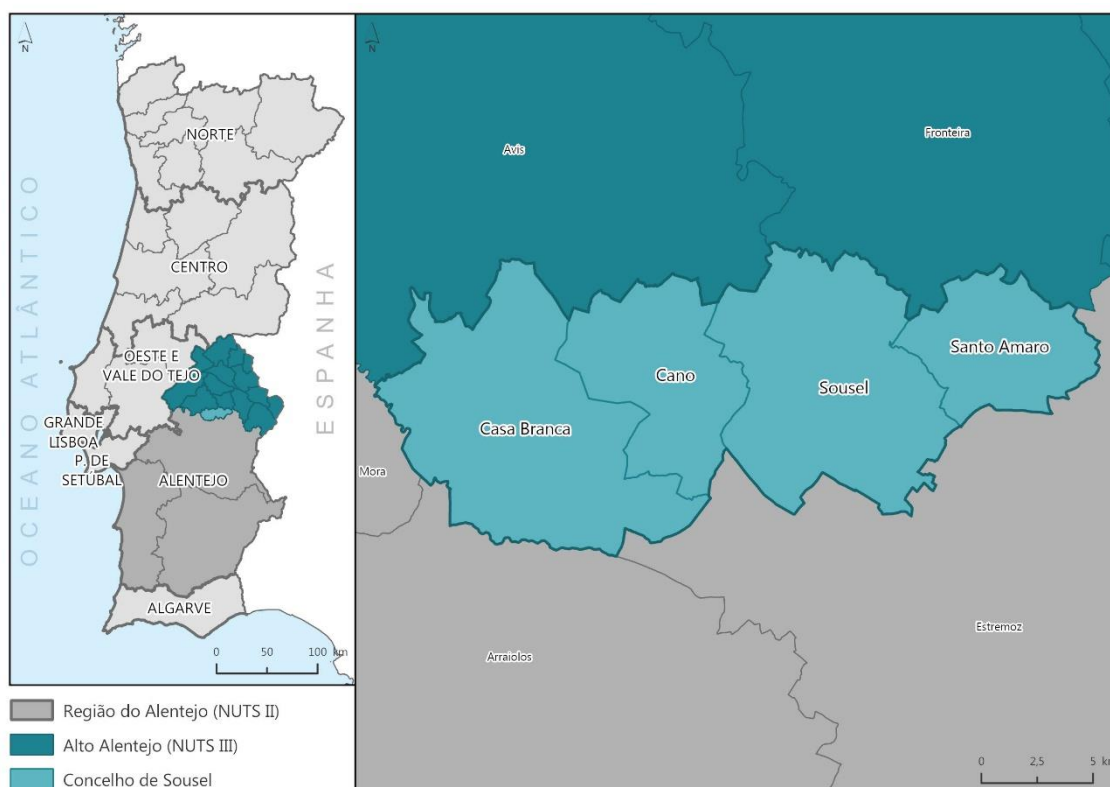 N
NORTE
CENTRO
OESTE E
VALE DO TEJO
GRANDE
LISBOA
P. DE
SETÚBAL
ALENTEJO
ALGARVE
OCEANO ATLÂNTICO
ESPANHA
0 50 100 km
Região do Alentejo (NUTS II)
Alto Alentejo (NUTS III)
Concelho de Sousel
N
Avis
Fronteira
Santo Amaro
Cano
Sousel
Casa Branca
Mora
Estremoz
Arraiolos
0 2,5 5 km